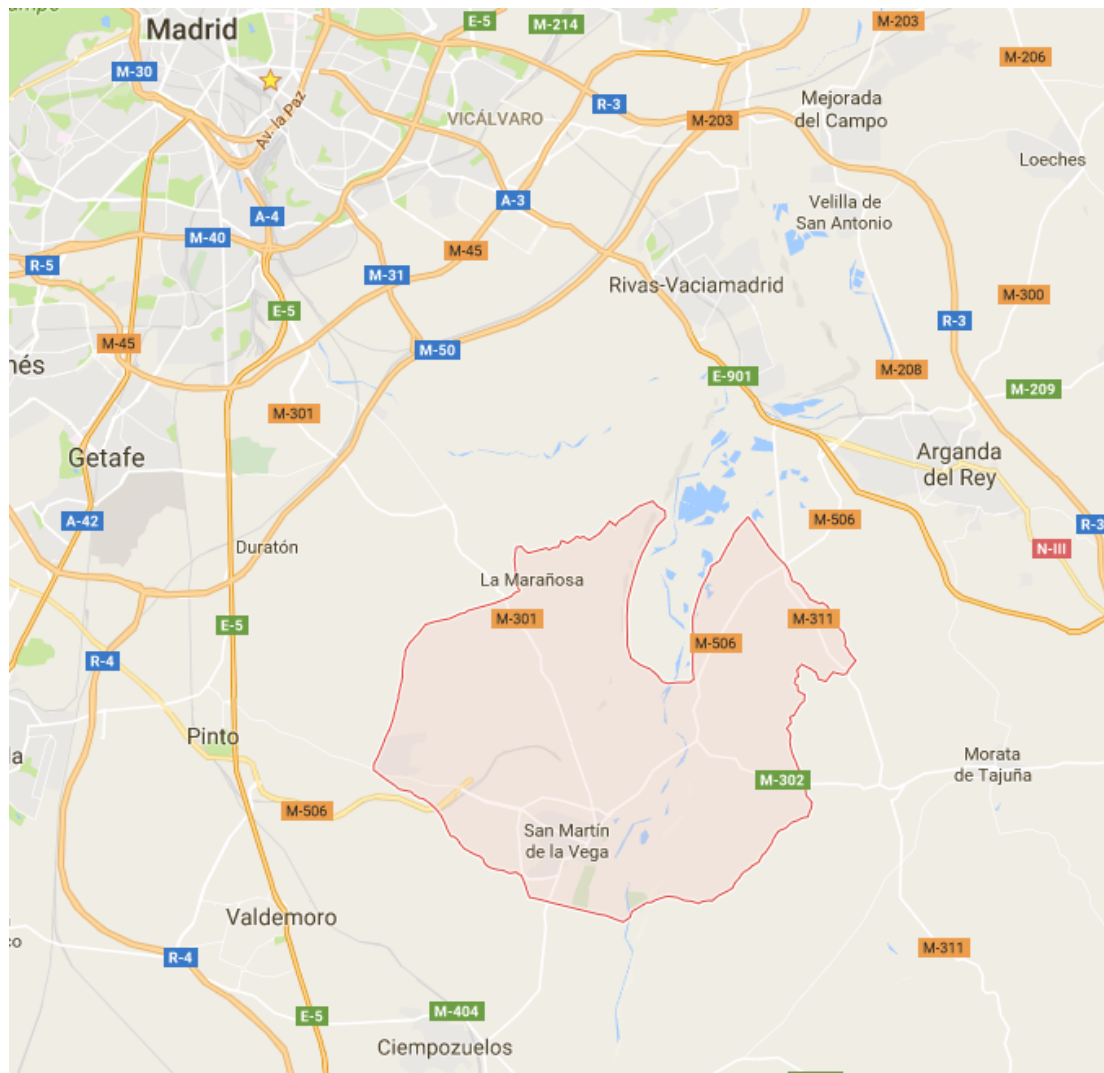 Madrid
E-5
M-214
M-203
M-206
M-30
Av. la Paz
VICÁLVARO
R-3
M-203
Mejorada
del Campo
Loeches
A-3
Velilla de
San Antonio
A-4
M-40
M-45
R-5
M-31
Rivas-Vaciamadrid
M-300
E-5
R-3
M-45
M-50
nés
E-901
M-208
M-209
M-301
Getafe
Arganda
del Rey
A-42
M-506
R-3
Duratón
N-III
La Marañosa
M-301
M-311
E-5
M-506
R-4
Pinto
la
Morata
de Tajuña
M-302
M-506
San Martín
de la Vega
Valdemoro
co
M-311
R-4
M-404
E-5
Ciempozuelos